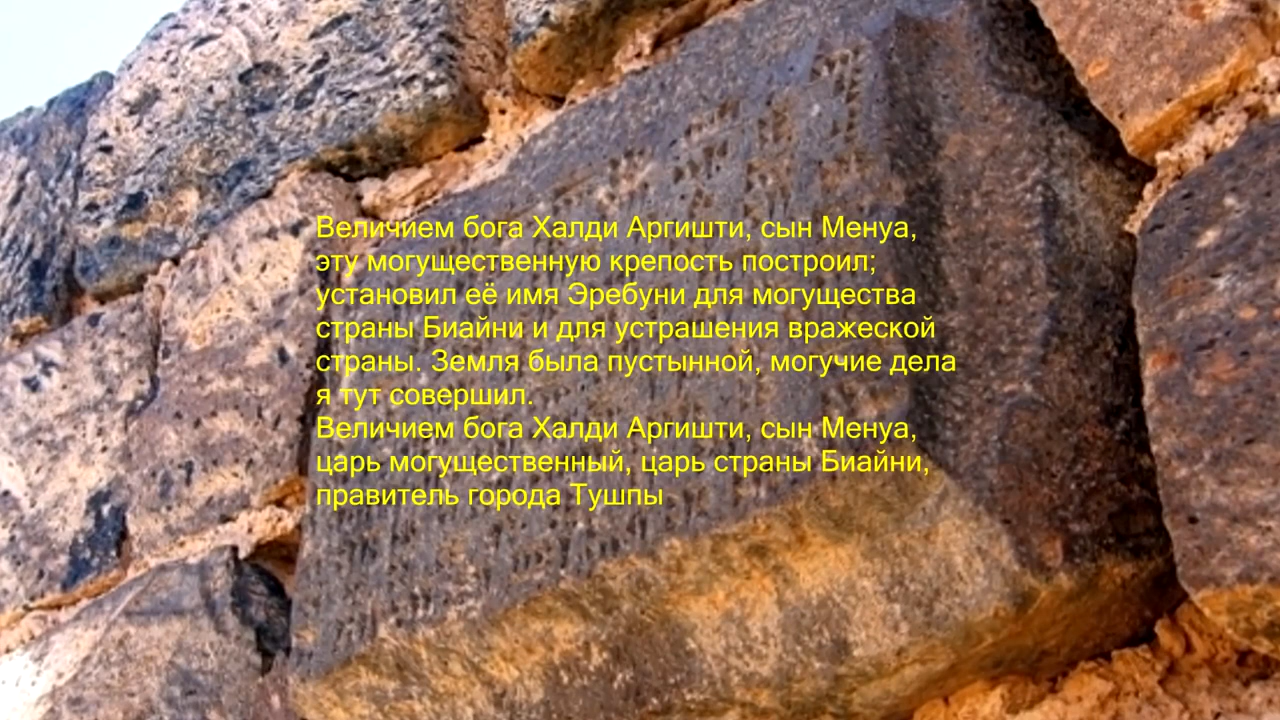 Величием бога Халди Аргишти, сын Менуа,
эту могущественную крепость построил;
установил её имя Эребуни для могущества
страны Биайни и для устрашения вражеской
страны. Земля была пустынной, могучие дела
я тут совершил.
Величием бога Халди Аргишти, сын Менуа,
царь могущественный, царь страны Биайни,
правитель города Тушпы